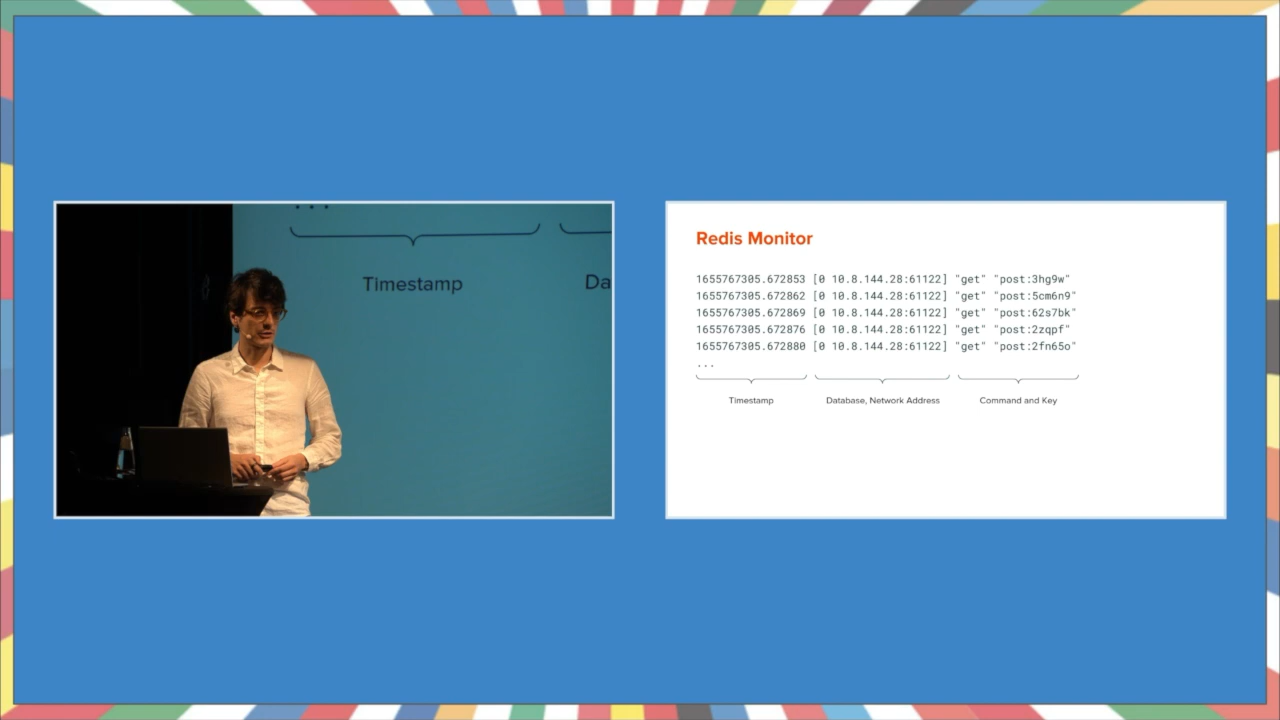 ...
Timestamp
Da
Redis Monitor
1655767305.672853 [0 10.8.144.28:61122] "get" "post:3hg9w"
1655767305.672862 [0 10.8.144.28:61122] "get" "post:5cm6n9"
1655767305.672869 [0 10.8.144.28:61122] "get" "post:62s7bk"
1655767305.672876 [0 10.8.144.28:61122] "get" "post:2zqpf"
1655767305.672880 [0 10.8.144.28:61122] "get" "post:2fn65o"
...
Timestamp Database, Network Address Command and Key